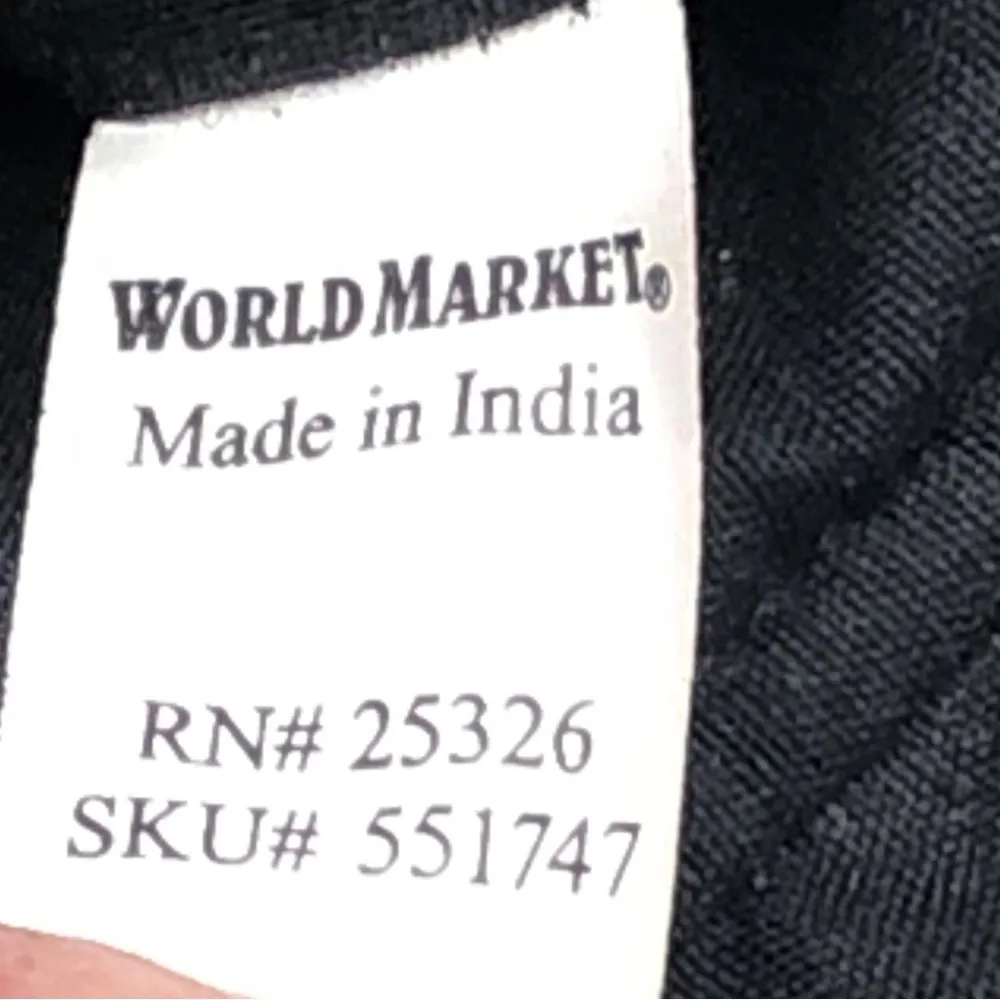 WORLD MARKET®
Made in India
RN# 25326
SKU# 551747